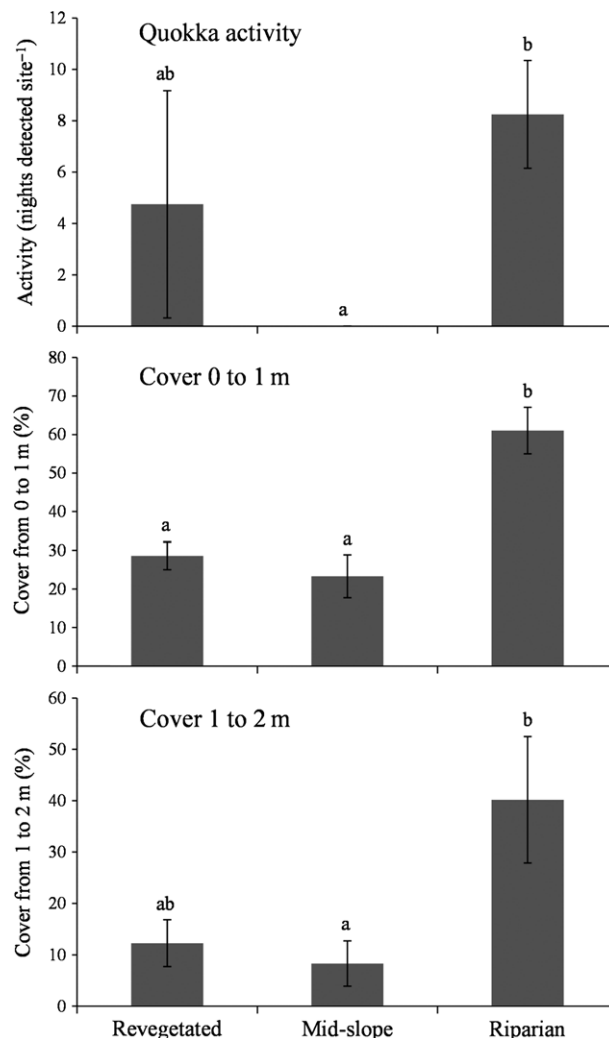 Quokka activity
Activity (nights detected site⁻¹)
12
10
8
6
4
2
0
ab
a
b
Cover 0 to 1 m
Cover from 0 to 1 m (%)
80
70
60
50
40
30
20
10
0
a
a
b
Cover 1 to 2 m
Cover from 1 to 2 m (%)
60
50
40
30
20
10
0
ab
a
b
Revegetated Mid-slope Riparian